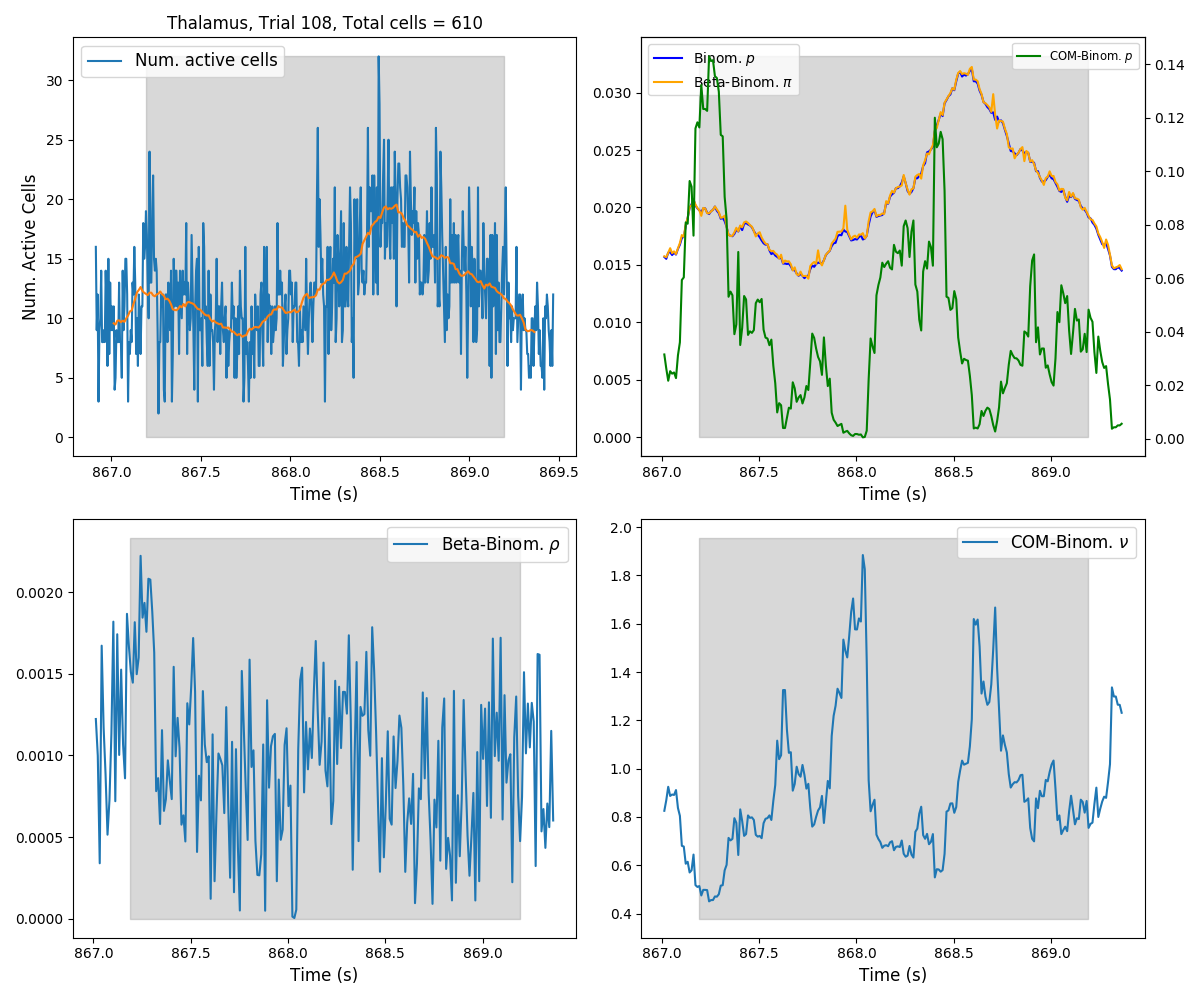 Thalamus, Trial 108, Total cells = 610
Num. active cells
Num. Active Cells
30
25
20
15
10
5
0
867.0 867.5 868.0 868.5 869.0 869.5
Time (s)
Binom. p
Beta-Binom. π
COM-Binom. p
0.030
0.025
0.020
0.015
0.010
0.005
0.000
0.14
0.12
0.10
0.08
0.06
0.04
0.02
0.00
867.0 867.5 868.0 868.5 869.0
Time (s)
Beta-Binom. ρ
0.0020
0.0015
0.0010
0.0005
0.0000
867.0 867.5 868.0 868.5 869.0
Time (s)
COM-Binom. ν
2.0
1.8
1.6
1.4
1.2
1.0
0.8
0.6
0.4
867.0 867.5 868.0 868.5 869.0
Time (s)